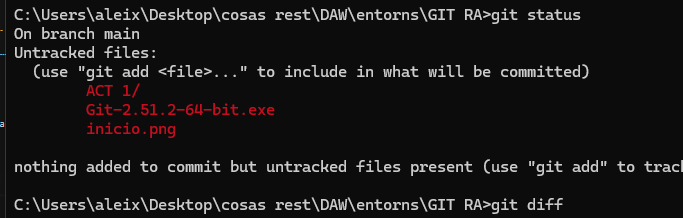 C:\Users\aleix\Desktop\cosas rest\DAW\entorns\GIT RA>git status
On branch main
Untracked files:
  (use "git add <file>..." to include in what will be committed)
        ACT 1/
        Git-2.51.2-64-bit.exe
        inicio.png

nothing added to commit but untracked files present (use "git add" to trac

C:\Users\aleix\Desktop\cosas rest\DAW\entorns\GIT RA>git diff